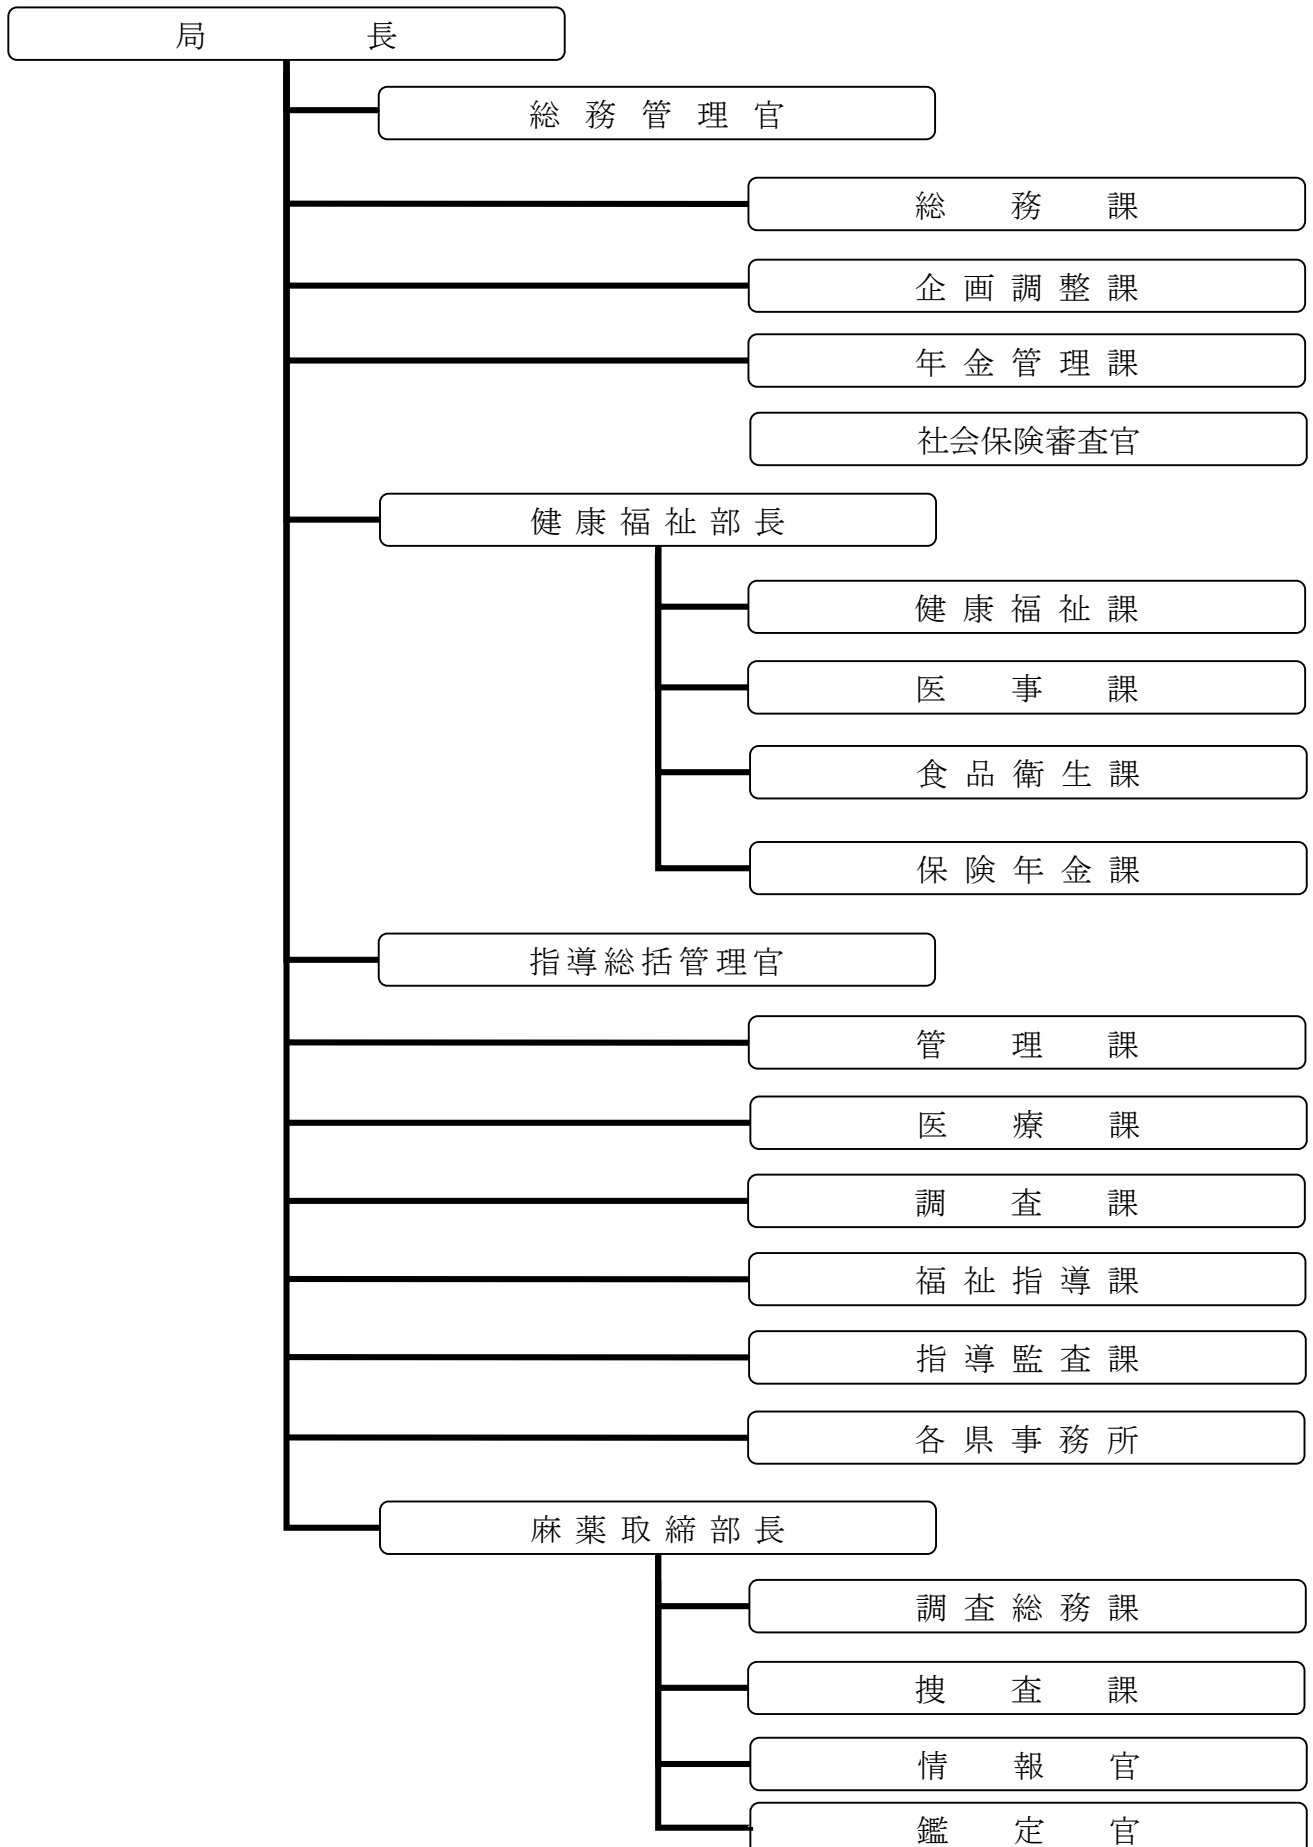 局長
総務管理官
総務課
企画調整課
年金管理課
社会保険審査官
健康福祉部長
健康福祉課
医事課
食品衛生課
保険年金課
指導総括管理官
管理課
医療課
調査課
福祉指導課
指導監査課
各県事務所
麻薬取締部長
調査総務課
捜査課
情報官
鑑定官